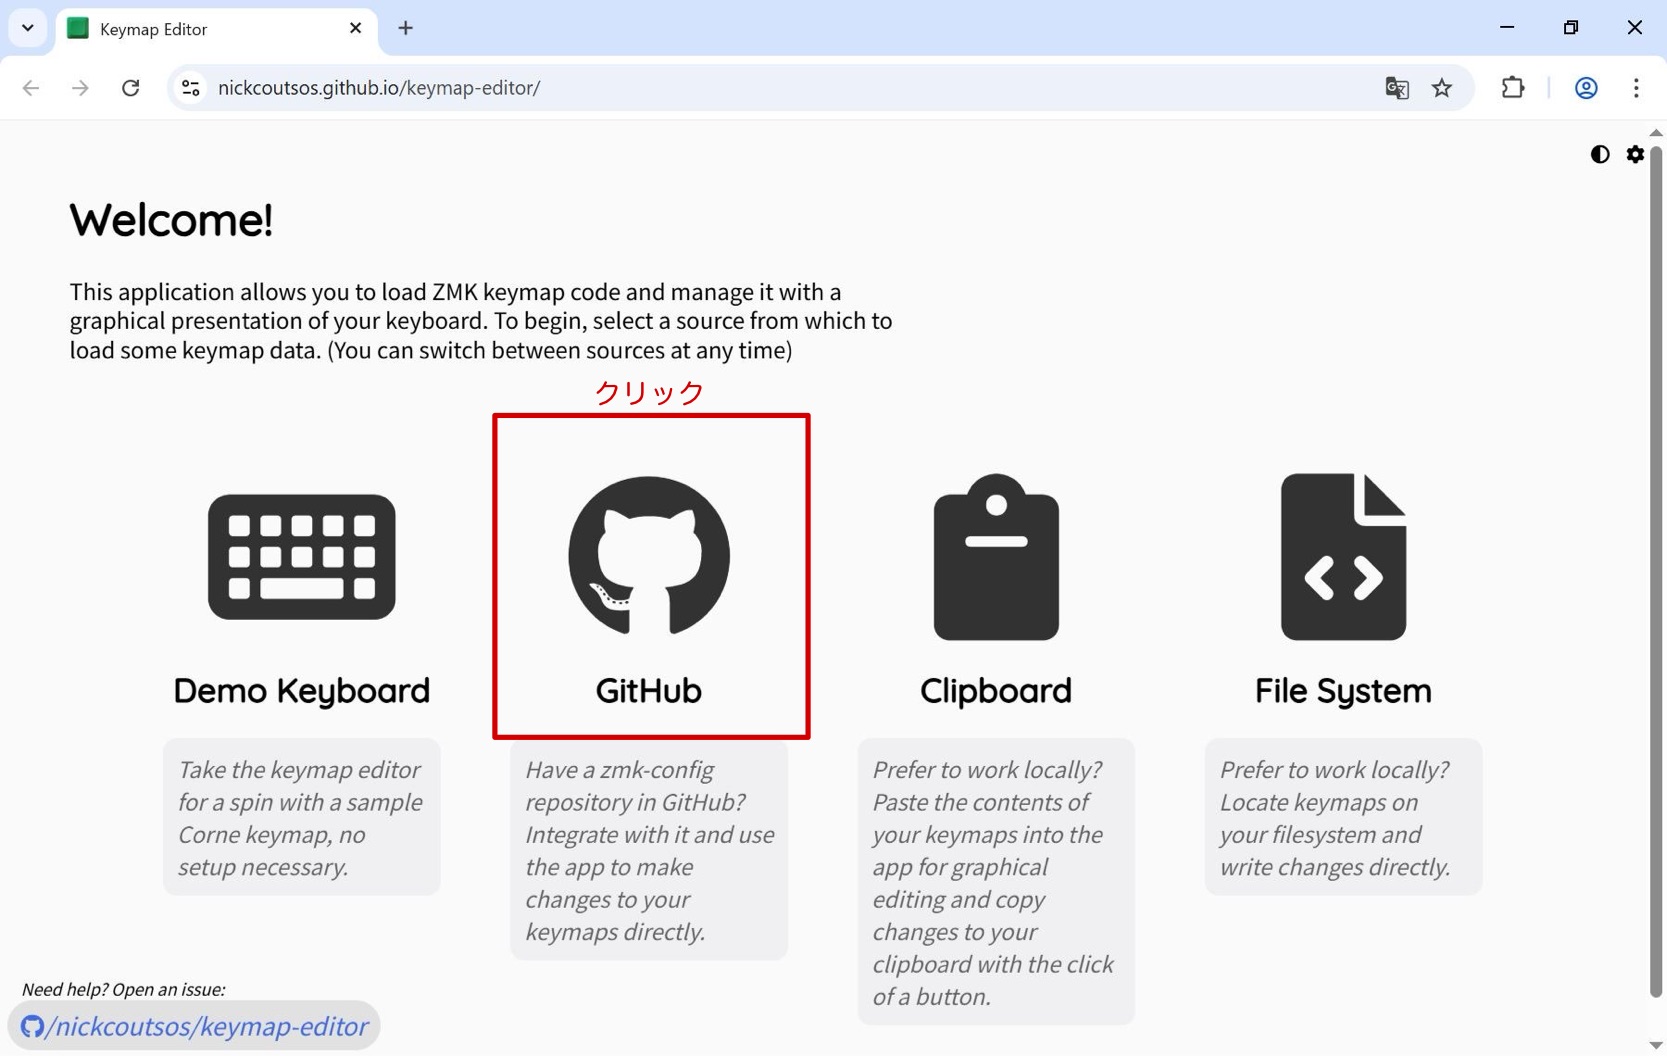 Keymap Editor
nickcoutsos.github.io/keymap-editor/
Welcome!
This application allows you to load ZMK keymap code and manage it with a
graphical presentation of your keyboard. To begin, select a source from which to
load some keymap data. (You can switch between sources at any time)
クリック
Demo Keyboard
Take the keymap editor
for a spin with a sample
Corne keymap, no
setup necessary.
GitHub
Have a zmk-config
repository in GitHub?
Integrate with it and use
the app to make
changes to your
keymaps directly.
Clipboard
Prefer to work locally?
Paste the contents of
your keymaps into the
app for graphical
editing and copy
changes to your
clipboard with the click
of a button.
File System
Prefer to work locally?
Locate keymaps on
your filesystem and
write changes directly.
Need help? Open an issue:
/nickcoutsos/keymap-editor